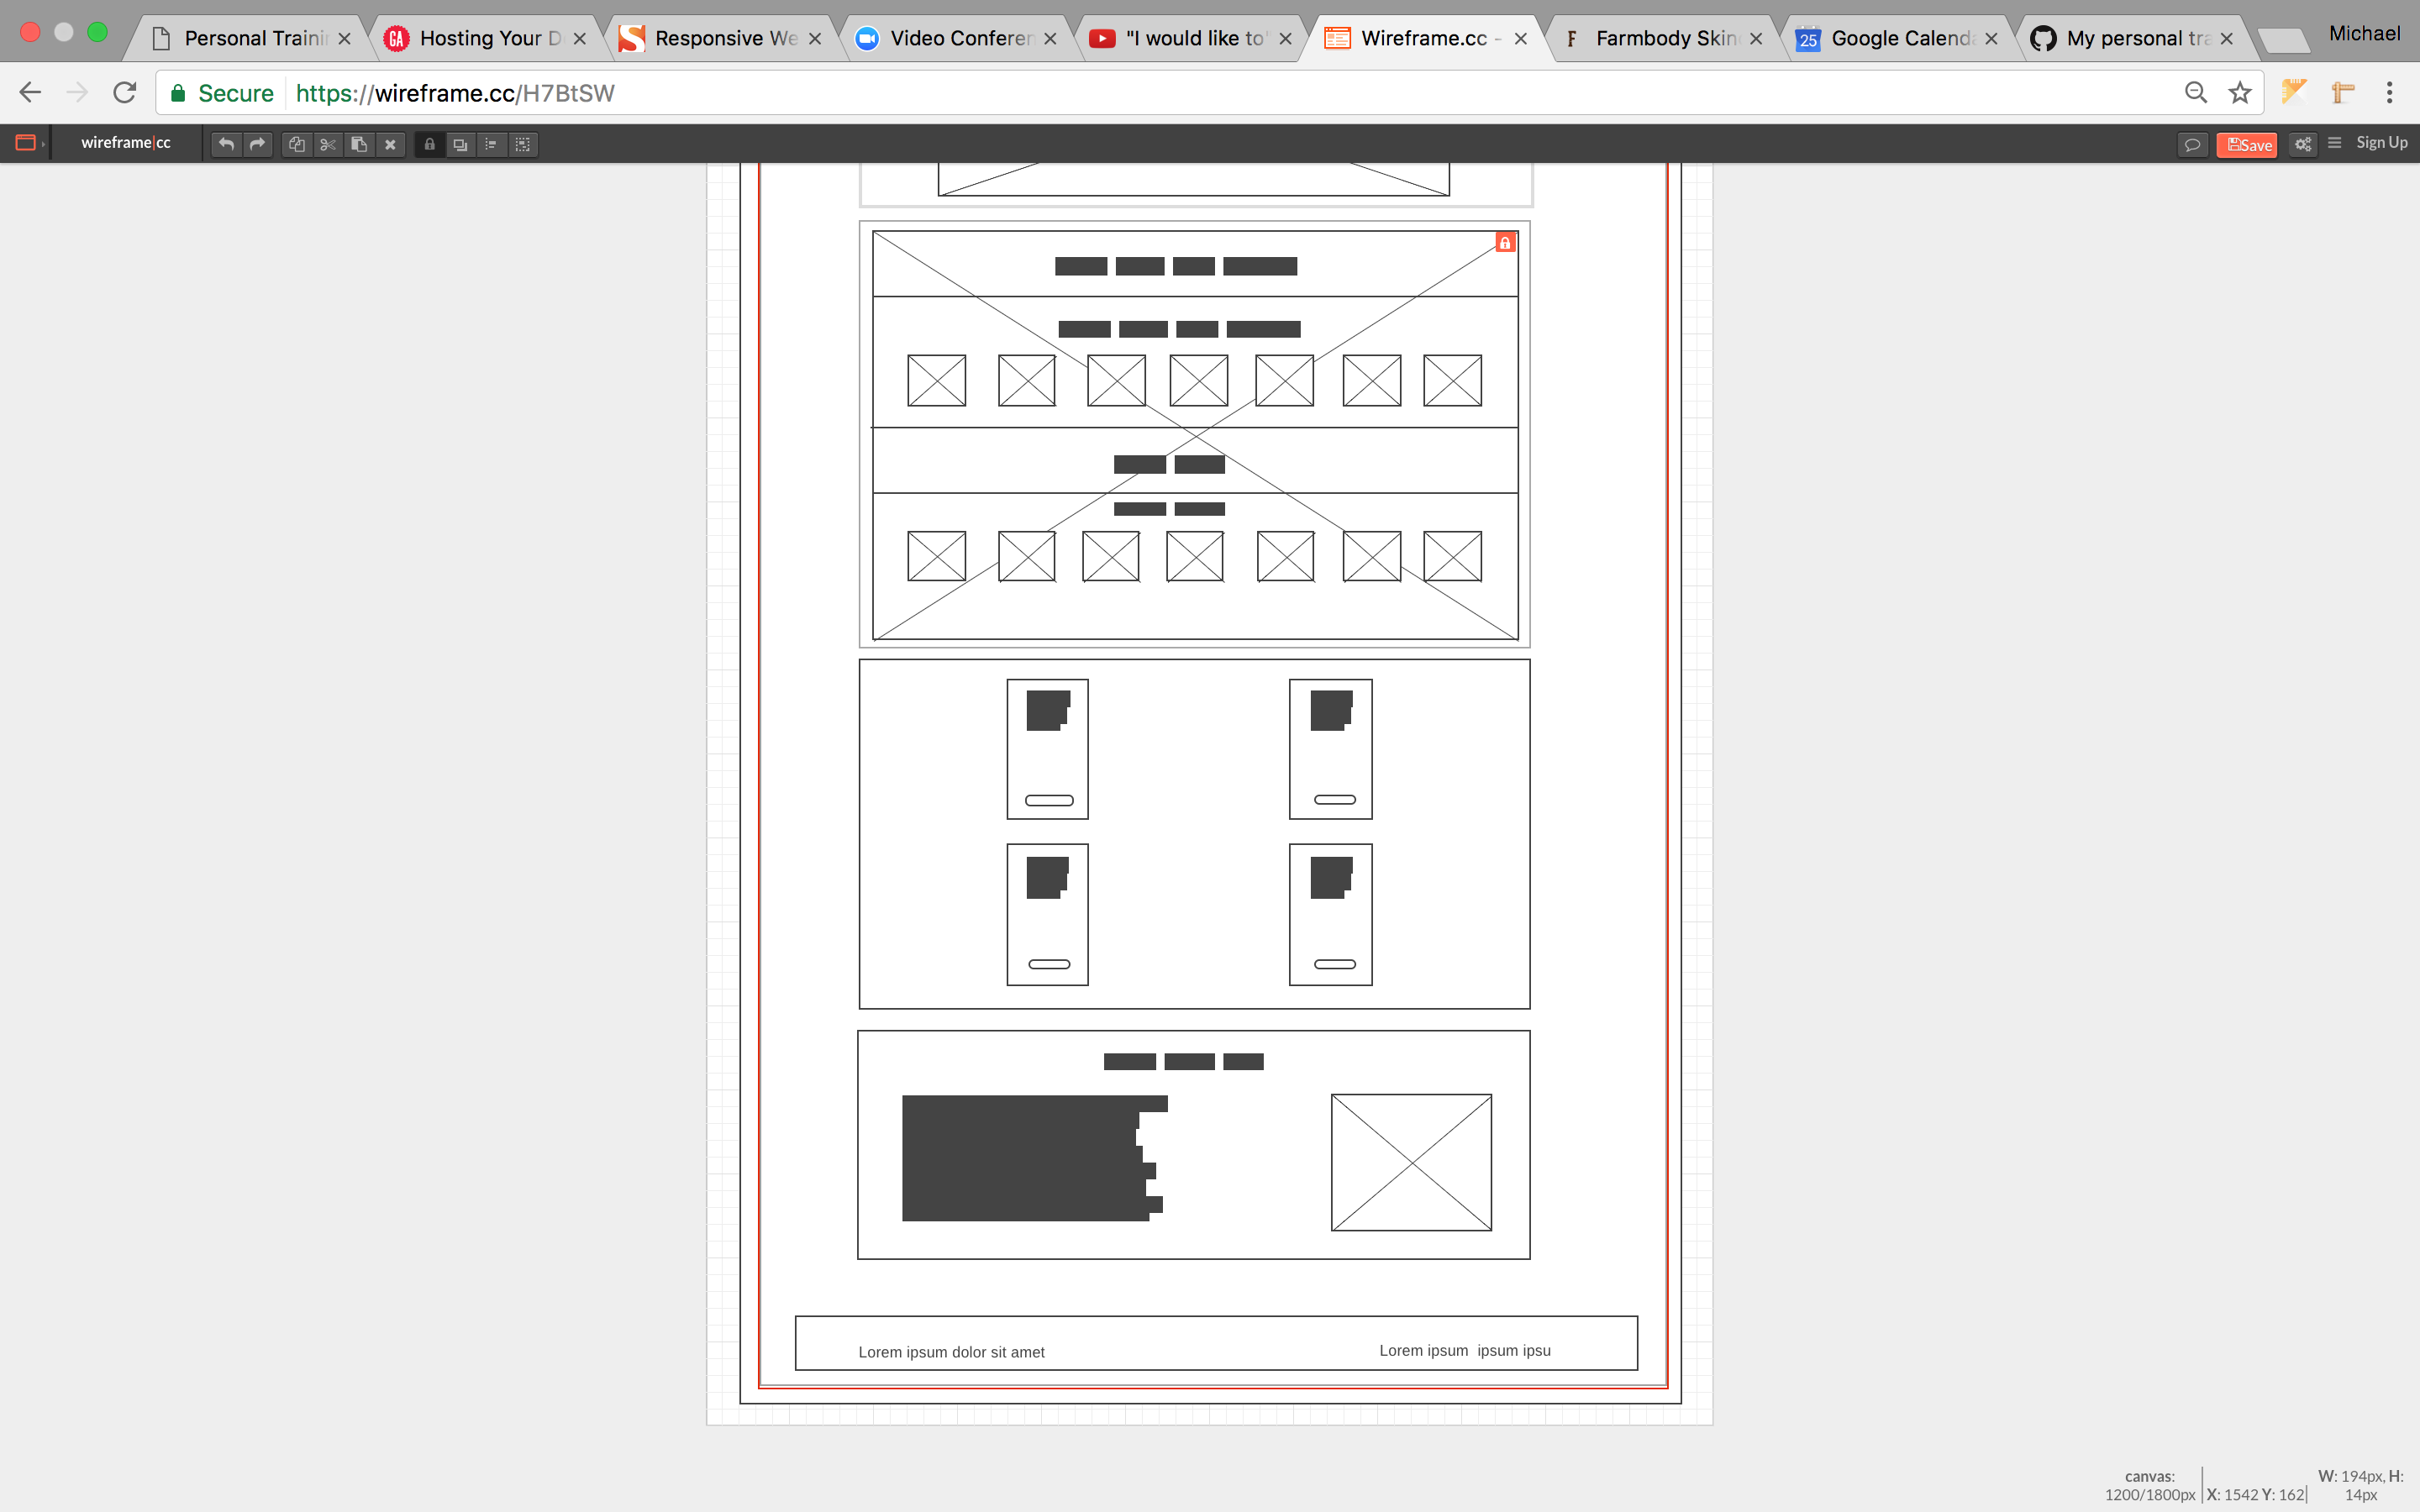 Personal Traini
Hosting Your D
Responsive We
Video Conferen
"I would like to"
Wireframe.cc -
Farmbody Skin
Google Calenda
My personal tra
Michael
Secure https://wireframe.cc/H7BtSW
wireframe|cc
Save
Sign Up
Lorem ipsum dolor sit amet
Lorem ipsum ipsum ipsu
canvas:
1200/1800px
X: 1542 Y: 162
W: 194px, H:
14px